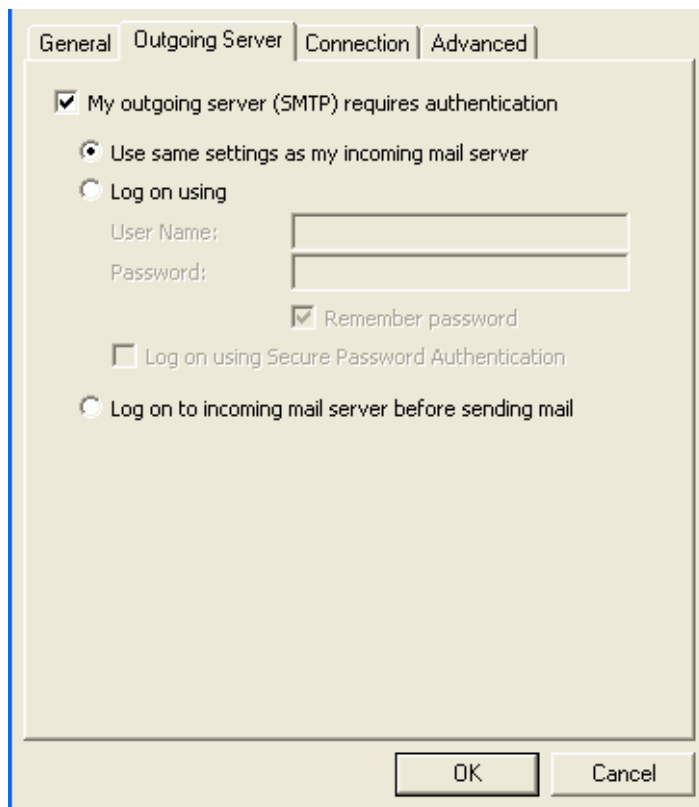 General Outgoing Server Connection Advanced
My outgoing server (SMTP) requires authentication
Use same settings as my incoming mail server
Log on using
User Name:
Password:
Remember password
Log on using Secure Password Authentication
Log on to incoming mail server before sending mail
OK Cancel